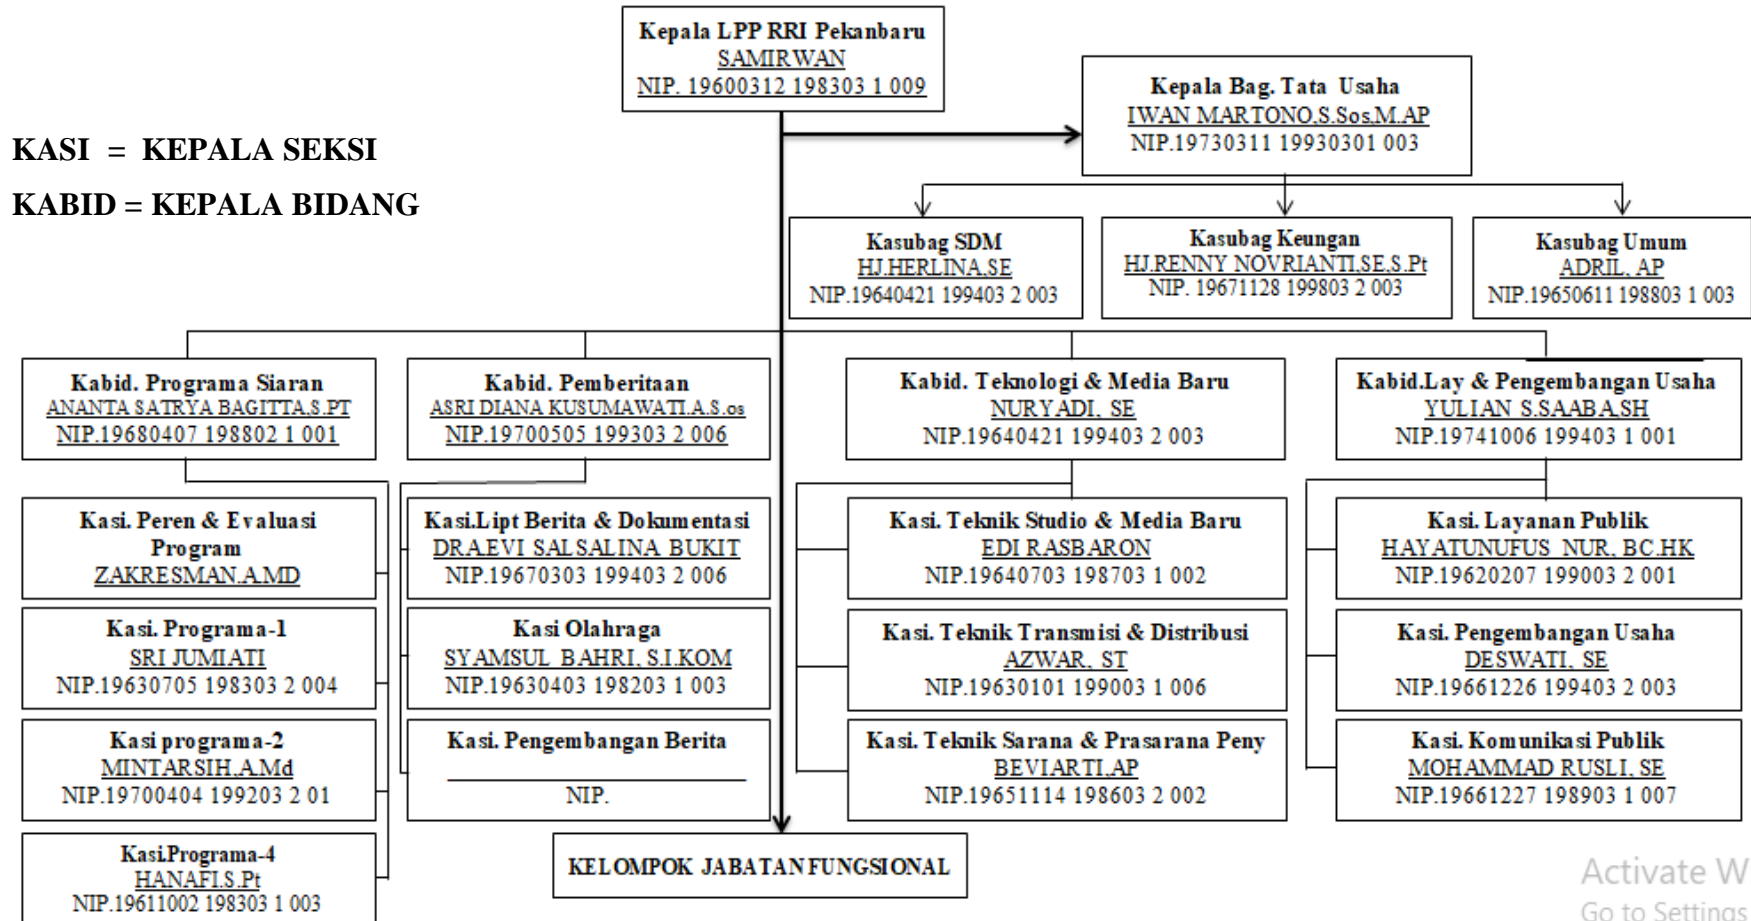 Kepala LPP RRI Pekanbaru
SAMIRWAN
NIP. 19600312 198303 1 009
Kepala Bag. Tata Usaha
IWAN MARTONO,S.Sos,M.AP
NIP.19730311 19930301 003
KASI = KEPALA SEKSI
KABID = KEPALA BIDANG
Kasubag SDM
HJ.HERLINA,SE
NIP.19640421 199403 2 003
Kasubag Keungan
HJ.RENNY NOVRIANTI,SE,S.Pt
NIP. 19671128 199803 2 003
Kasubag Umum
ADRIL, AP
NIP.19650611 198803 1 003
Kabid. Programa Siaran
ANANTA SATRYA BAGITTA,S.PT
NIP.19680407 198802 1 001
Kabid. Pemberitaan
ASRI DIANA KUSUMAWATI.A.S.os
NIP.19700505 199303 2 006
Kabid. Teknologi & Media Baru
NURYADI, SE
NIP.19640421 199403 2 003
Kabid.Lay & Pengembangan Usaha
YULIAN S.SAABA,SH
NIP.19741006 199403 1 001
Kasi. Peren & Evaluasi
Program
ZAKRESMAN.A.MD
Kasi.Lipt Berita & Dokumentasi
DRA.EVI SALSALINA BUKIT
NIP.19670303 199403 2 006
Kasi. Teknik Studio & Media Baru
EDI RASBARON
NIP.19640703 198703 1 002
Kasi. Layanan Publik
HAYATUNUFUS NUR, BC.HK
NIP.19620207 199003 2 001
Kasi. Programa-1
SRI JUMIATI
NIP.19630705 198303 2 004
Kasi Olahraga
SYAMSUL BAHRI, S.I.KOM
NIP.19630403 198203 1 003
Kasi. Teknik Transmisi & Distribusi
AZWAR, ST
NIP.19630101 199003 1 006
Kasi. Pengembangan Usaha
DESWATI, SE
NIP.19661226 199403 2 003
Kasi programa-2
MINTARSIH,A.Md
NIP.19700404 199203 2 01
Kasi. Pengembangan Berita
NIP.
Kasi. Teknik Sarana & Prasarana Peny
BEVIARTI,AP
NIP.19651114 198603 2 002
Kasi. Komunikasi Publik
MOHAMMAD RUSLI, SE
NIP.19661227 198903 1 007
Kasi.Programa-4
HANAFI.S.Pt
NIP.19611002 198303 1 003
KELOMPOK JABATAN FUNGSIONAL
Activate W
Go to Settings